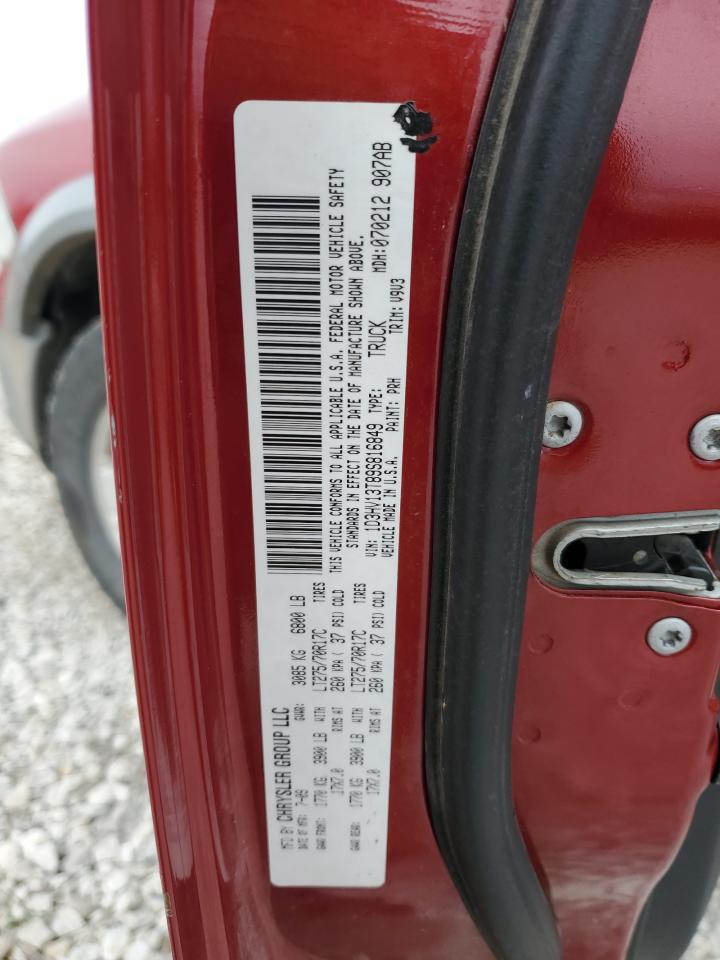 MFD BY CHRYSLER GROUP LLC
DATE OF MFR: 7-09 GVWR: 3085 KG 6800 LB
GAWR FRONT: 1770 KG 3900 LB WITH LT275/70R17C TIRES
17X7.0 RIMS AT 260 KPA ( 37 PSI) COLD
GAWR REAR: 1770 KG 3900 LB WITH LT275/70R17C TIRES
17X7.0 RIMS AT 260 KPA ( 37 PSI) COLD
THIS VEHICLE CONFORMS TO ALL APPLICABLE U.S.A. FEDERAL MOTOR VEHICLE SAFETY
STANDARDS IN EFFECT ON THE DATE OF MANUFACTURE SHOWN ABOVE.
VIN: 1D3HV13T89S816849 TYPE: TRUCK MDH:070212 907AB
VEHICLE MADE IN U.S.A. PAINT: PRH TRIM: V9V3